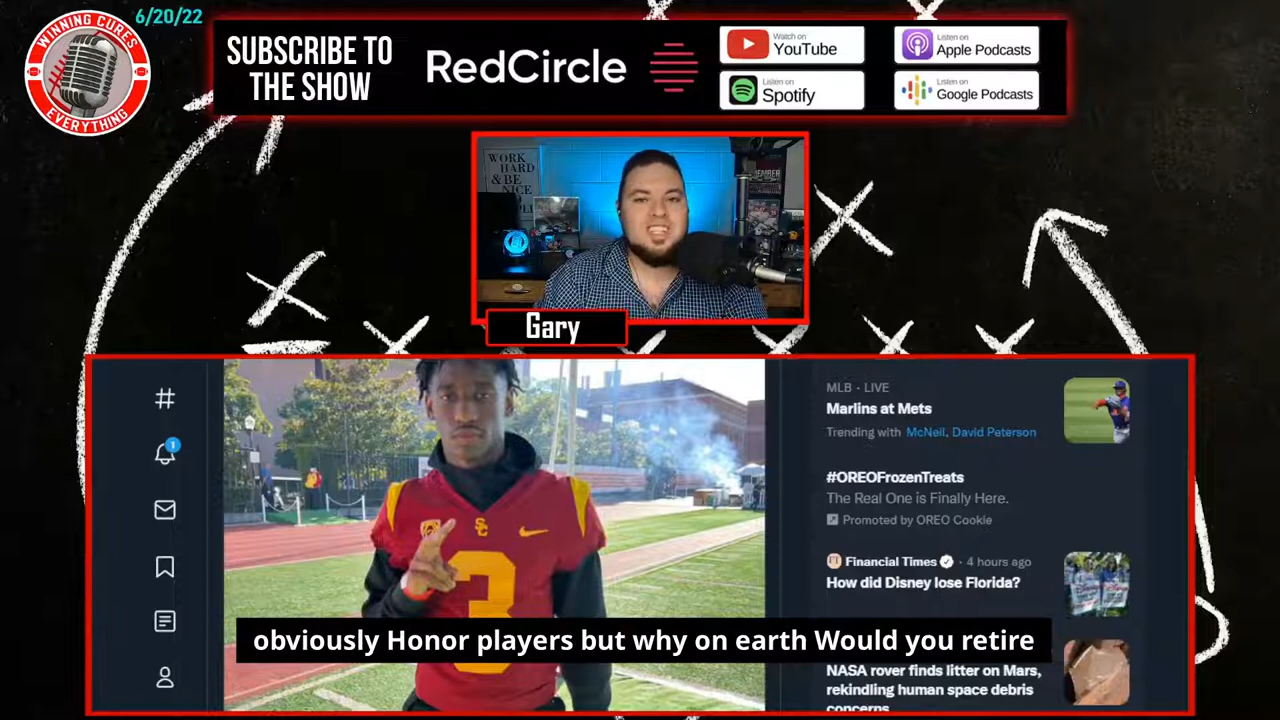 6/20/22
WINNING CURES
EVERYTHING
SUBSCRIBE TO
THE SHOW
RedCircle
Watch on
YouTube
Listen on
Spotify
Listen on
Apple Podcasts
Listen on
Google Podcasts
WORK
HARD
& BE
NICE
Gary
#
1
SC
3
MLB · LIVE
Marlins at Mets
Trending with McNeil, David Peterson
#OREOFrozenTreats
The Real One is Finally Here.
Promoted by OREO Cookie
Financial Times · 4 hours ago
How did Disney lose Florida?
NASA rover finds litter on Mars,
rekindling human space debris
concerns
obviously Honor players but why on earth Would you retire